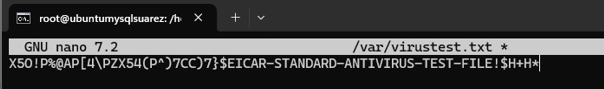 root@ubuntumysqlsuarez: /h
GNU nano 7.2 /var/virustest.txt *
X5O!P%@AP[4\PZX54(P^)7CC)7}$EICAR-STANDARD-ANTIVIRUS-TEST-FILE!$H+H*